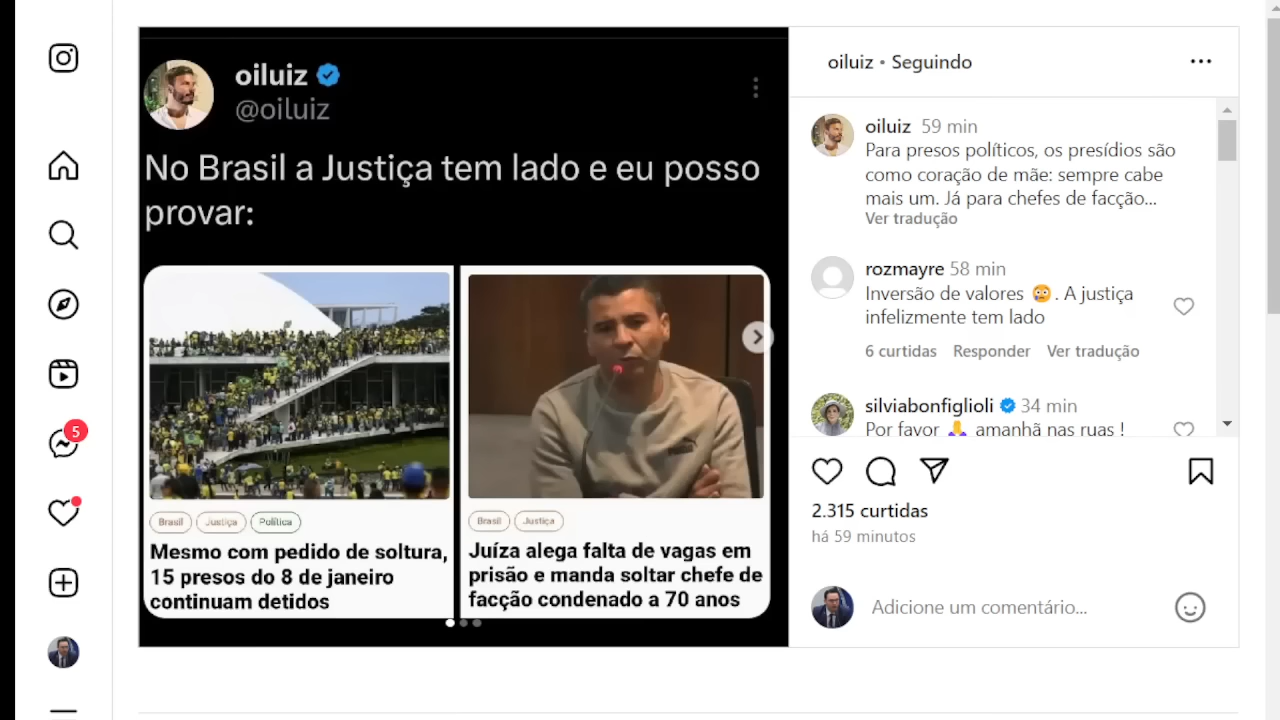 oiluiz
@oiluiz
No Brasil a Justiça tem lado e eu posso
provar:
Brasil Justiça Política
Mesmo com pedido de soltura,
15 presos do 8 de janeiro
continuam detidos
Brasil Justiça
Juíza alega falta de vagas em
prisão e manda soltar chefe de
facção condenado a 70 anos
oiluiz • Seguindo
oiluiz 59 min
Para presos políticos, os presídios são
como coração de mãe: sempre cabe
mais um. Já para chefes de facção...
Ver tradução
rozmayre 58 min
Inversão de valores 😢. A justiça
infelizmente tem lado
6 curtidas Responder Ver tradução
silviabonfiglioli 34 min
Por favor 🙏 amanhã nas ruas !
2.315 curtidas
há 59 minutos
Adicione um comentário...
5